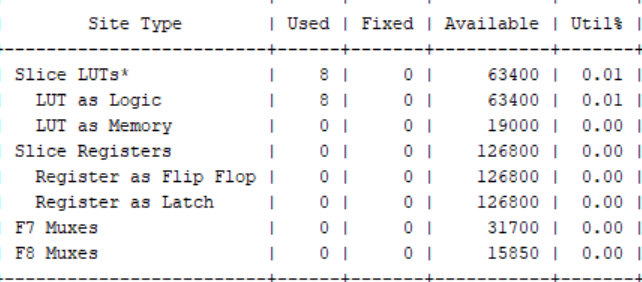 Site Type | Used | Fixed | Available | Util% |
Slice LUTs* | 8 | 0 | 63400 | 0.01 |
LUT as Logic | 8 | 0 | 63400 | 0.01 |
LUT as Memory | 0 | 0 | 19000 | 0.00 |
Slice Registers | 0 | 0 | 126800 | 0.00 |
Register as Flip Flop | 0 | 0 | 126800 | 0.00 |
Register as Latch | 0 | 0 | 126800 | 0.00 |
F7 Muxes | 0 | 0 | 31700 | 0.00 |
F8 Muxes | 0 | 0 | 15850 | 0.00 |